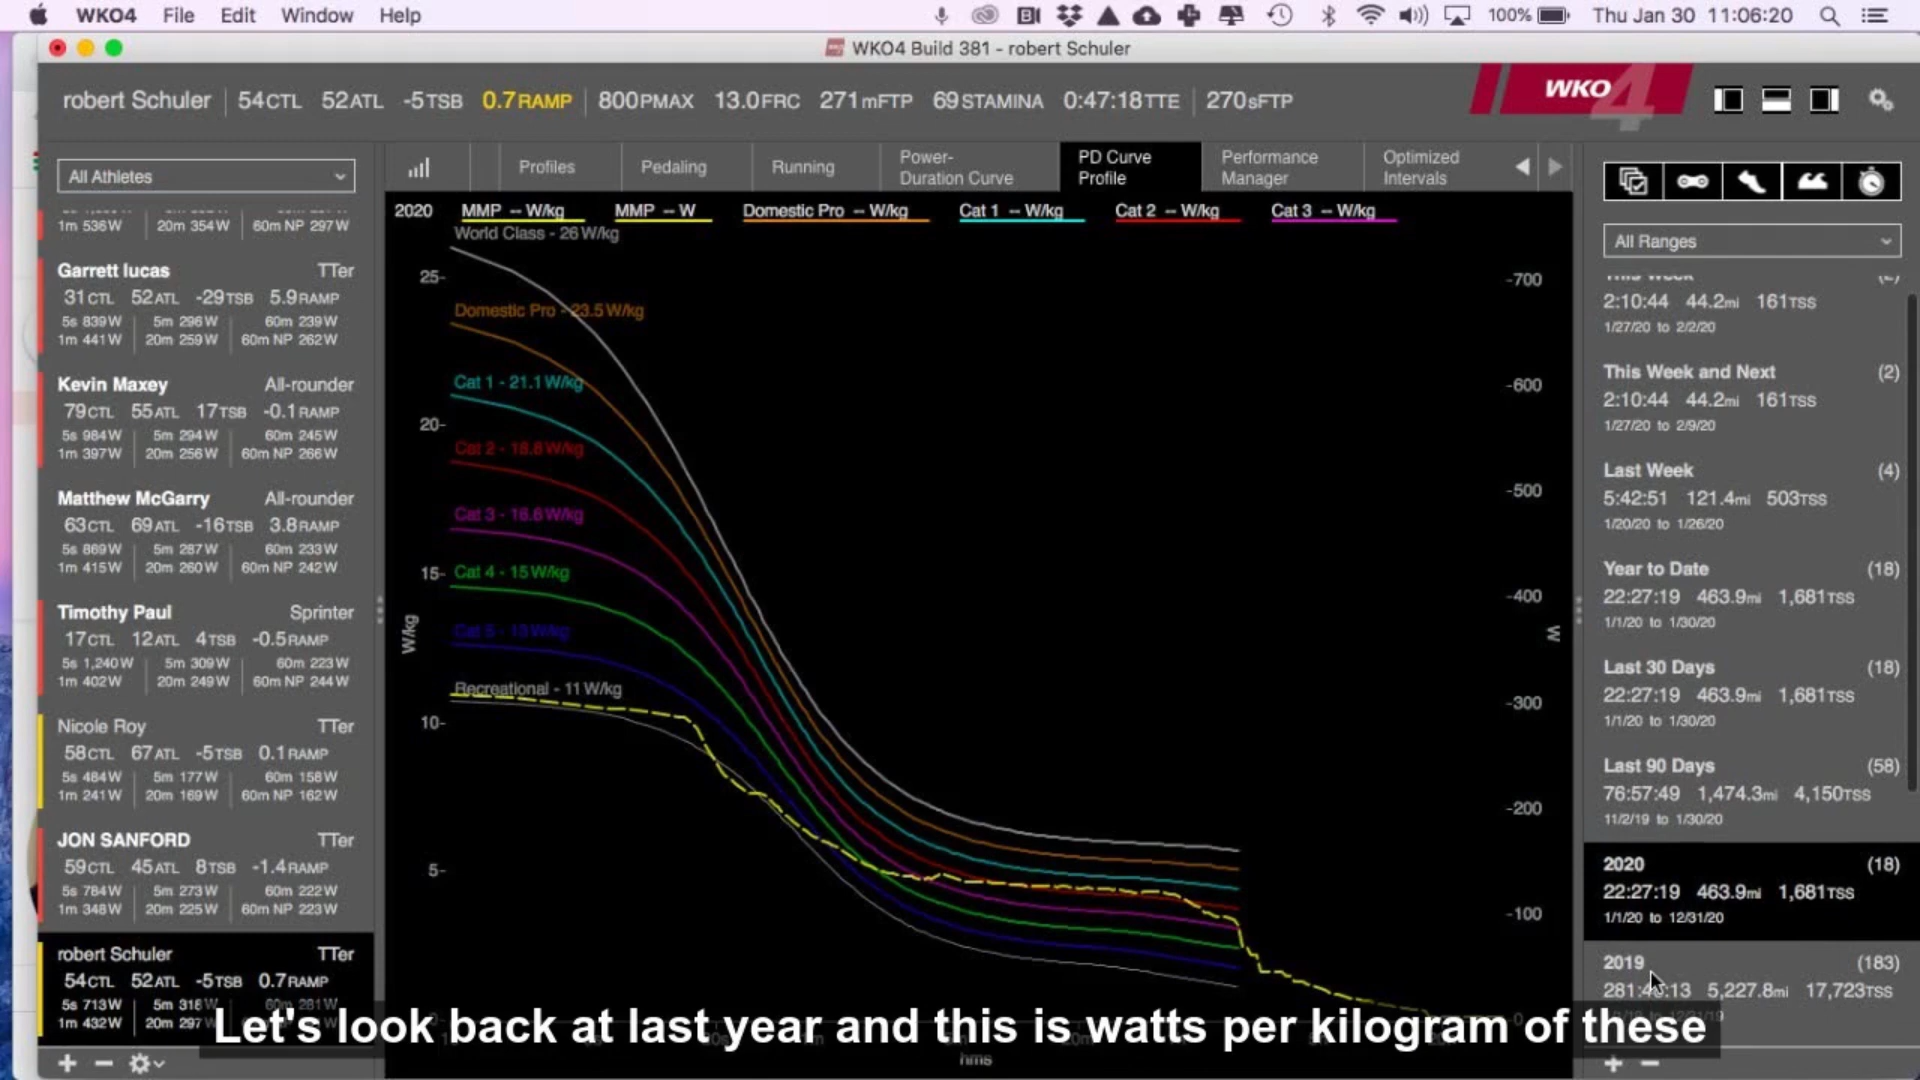 WKO4 File Edit Window Help 100% Thu Jan 30 11:06:20
WKO4 Build 381 - robert Schuler
robert Schuler 54CTL 52ATL -5TSB 0.7RAMP 800PMAX 13.0FRC 271mFTP 69STAMINA 0:47:18TTE 270sFTP
WKO 4
All Athletes
1m 536W 20m 354W 60m NP 297W
Garrett lucas TTer
31CTL 52ATL -29TSB 5.9RAMP
5s 839W 5m 296W 60m 239W
1m 441W 20m 259W 60m NP 262W
Kevin Maxey All-rounder
79CTL 55ATL 17TSB -0.1RAMP
5s 984W 5m 294W 60m 245W
1m 397W 20m 256W 60m NP 266W
Matthew McGarry All-rounder
63CTL 69ATL -16TSB 3.8RAMP
5s 869W 5m 287W 60m 233W
1m 415W 20m 260W 60m NP 242W
Timothy Paul Sprinter
17CTL 12ATL 4TSB -0.5RAMP
5s 1,240W 5m 309W 60m 223W
1m 402W 20m 249W 60m NP 244W
Nicole Roy TTer
58CTL 67ATL -5TSB 0.1RAMP
5s 484W 5m 177W 60m 158W
1m 241W 20m 169W 60m NP 162W
JON SANFORD TTer
59CTL 45ATL 8TSB -1.4RAMP
5s 784W 5m 273W 60m 222W
1m 348W 20m 225W 60m NP 223W
robert Schuler TTer
54CTL 52ATL -5TSB 0.7RAMP
5s 713W 5m 318W 60m 281W
1m 432W 20m 297W
Profiles
Pedaling
Running
Power-
Duration Curve
PD Curve
Profile
Performance
Manager
Optimized
Intervals
2020 MMP -- W/kg MMP -- W Domestic Pro -- W/kg Cat 1 -- W/kg Cat 2 -- W/kg Cat 3 -- W/kg
World Class - 26 W/kg
Domestic Pro - 23.5 W/kg
Cat 1 - 21.1 W/kg
Cat 2 - 18.8 W/kg
Cat 3 - 16.6 W/kg
Cat 4 - 15 W/kg
Cat 5 - 13 W/kg
Recreational - 11 W/kg
25-
20-
15-
10-
5-
W/kg
-700
-600
-500
-400
-300
-200
-100
W
hms
All Ranges
This Week (2)
2:10:44 44.2mi 161TSS
1/27/20 to 2/2/20
This Week and Next (2)
2:10:44 44.2mi 161TSS
1/27/20 to 2/9/20
Last Week (4)
5:42:51 121.4mi 503TSS
1/20/20 to 1/26/20
Year to Date (18)
22:27:19 463.9mi 1,681TSS
1/1/20 to 1/30/20
Last 30 Days (18)
22:27:19 463.9mi 1,681TSS
1/1/20 to 1/30/20
Last 90 Days (58)
76:57:49 1,474.3mi 4,150TSS
11/2/19 to 1/30/20
2020 (18)
22:27:19 463.9mi 1,681TSS
1/1/20 to 12/31/20
2019 (183)
5,227.8mi 17,723TSS
Let's look back at last year and this is watts per kilogram of these